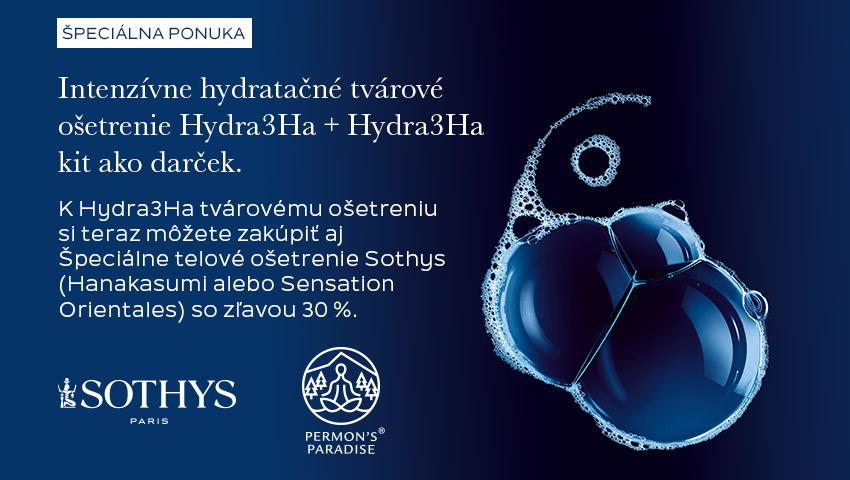 ŠPECIÁLNA PONUKA
Intenzívne hydratačné tvárové
ošetrenie Hydra3Ha + Hydra3Ha
kit ako darček.
K Hydra3Ha tvárovému ošetreniu
si teraz môžete zakúpiť aj
Špeciálne telové ošetrenie Sothys
(Hanakasumi alebo Sensation
Orientales) so zľavou 30 %.
SOTHYS
PARIS
PERMON'S®
PARADISE